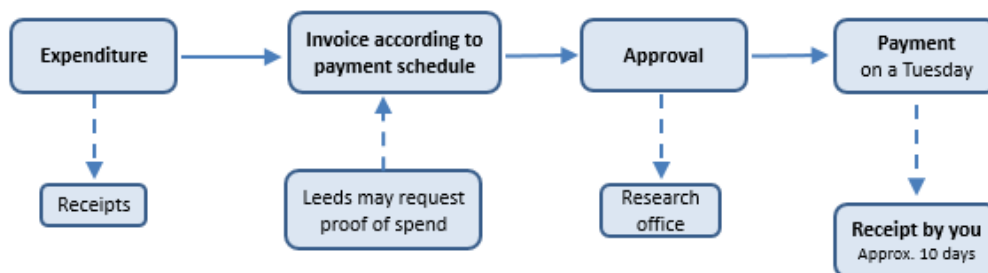 Expenditure
Invoice according to
payment schedule
Approval
Payment
on a Tuesday
Receipts
Leeds may request
proof of spend
Research
office
Receipt by you
Approx. 10 days